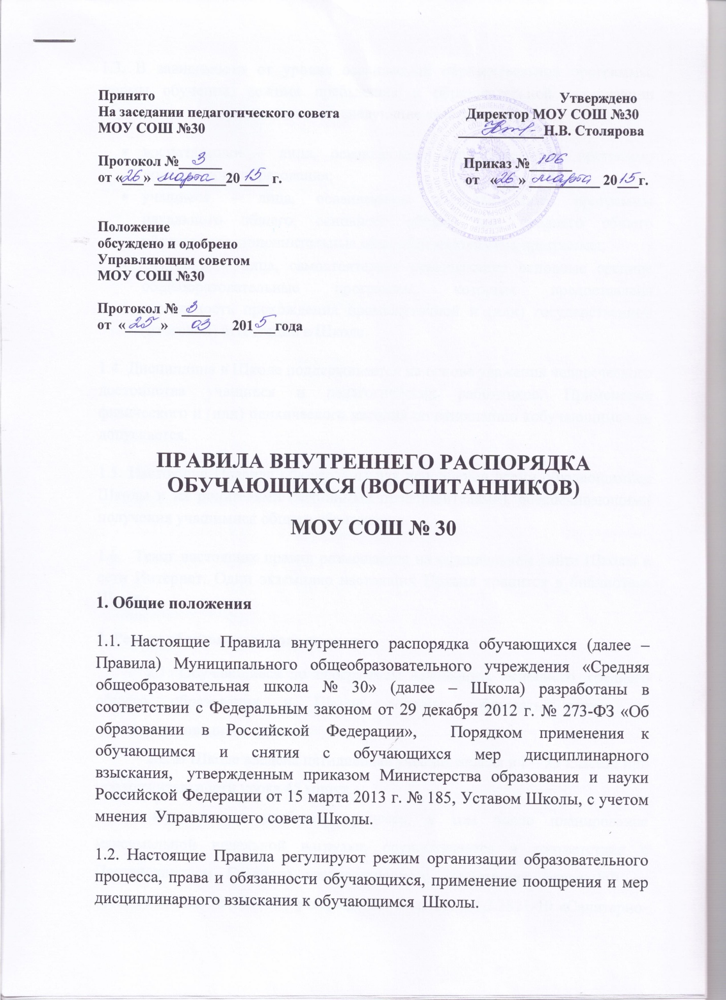 Принято
На заседании педагогического совета
МОУ СОШ №30
Протокол № 3
от «26» марта 2015 г.
Утверждено
Директор МОУ СОШ №30
Н.В. Столярова
Приказ № 106
от «26» марта 2015 г.
Положение
обсуждено и одобрено
Управляющим советом
МОУ СОШ №30
Протокол № 3
от «25» 03 2015 года
ПРАВИЛА ВНУТРЕННЕГО РАСПОРЯДКА
ОБУЧАЮЩИХСЯ (ВОСПИТАННИКОВ)
МОУ СОШ № 30
1. Общие положения
1.1. Настоящие Правила внутреннего распорядка обучающихся (далее –
Правила) Муниципального общеобразовательного учреждения «Средняя
общеобразовательная школа № 30» (далее – Школа) разработаны в
соответствии с Федеральным законом от 29 декабря 2012 г. № 273-ФЗ «Об
образовании в Российской Федерации», Порядком применения к
обучающимся и снятия с обучающихся мер дисциплинарного
взыскания, утвержденным приказом Министерства образования и науки
Российской Федерации от 15 марта 2013 г. № 185, Уставом Школы, с учетом
мнения Управляющего совета Школы.
1.2. Настоящие Правила регулируют режим организации образовательного
процесса, права и обязанности обучающихся, применение поощрения и мер
дисциплинарного взыскания к обучающимся Школы.